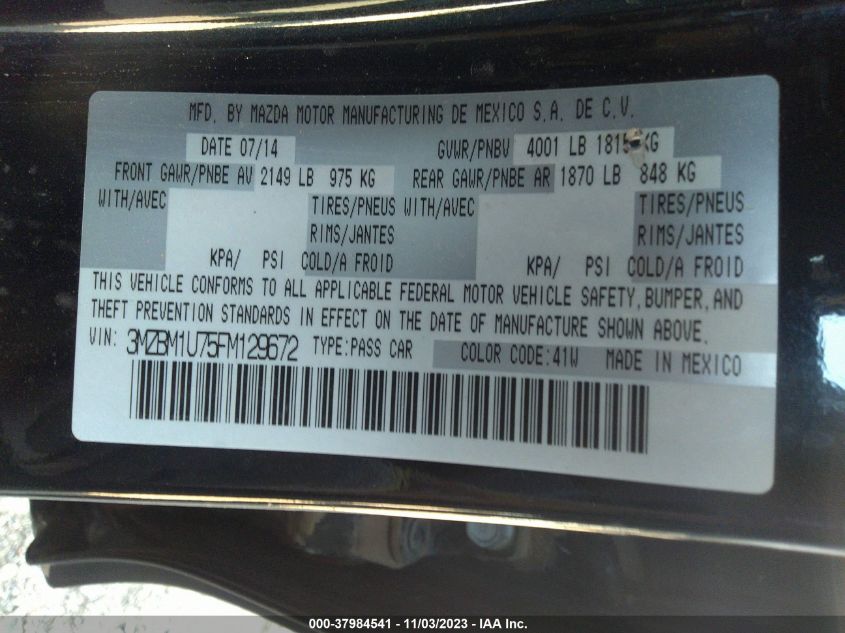 MFD. BY MAZDA MOTOR MANUFACTURING DE MEXICO S.A. DE C.V.
DATE 07/14 GVWR/PNBV 4001 LB 1815 KG
FRONT GAWR/PNBE AV 2149 LB 975 KG REAR GAWR/PNBE AR 1870 LB 848 KG
WITH/AVEC TIRES/PNEUS WITH/AVEC TIRES/PNEUS
RIMS/JANTES RIMS/JANTES
KPA/ PSI COLD/A FROID KPA/ PSI COLD/A FROID
THIS VEHICLE CONFORMS TO ALL APPLICABLE FEDERAL MOTOR VEHICLE SAFETY, BUMPER, AND
THEFT PREVENTION STANDARDS IN EFFECT ON THE DATE OF MANUFACTURE SHOWN ABOVE.
VIN: 3MZBM1U75FM129672 TYPE:PASS CAR COLOR CODE:41W MADE IN MEXICO
000-37984541 - 11/03/2023 - IAA Inc.